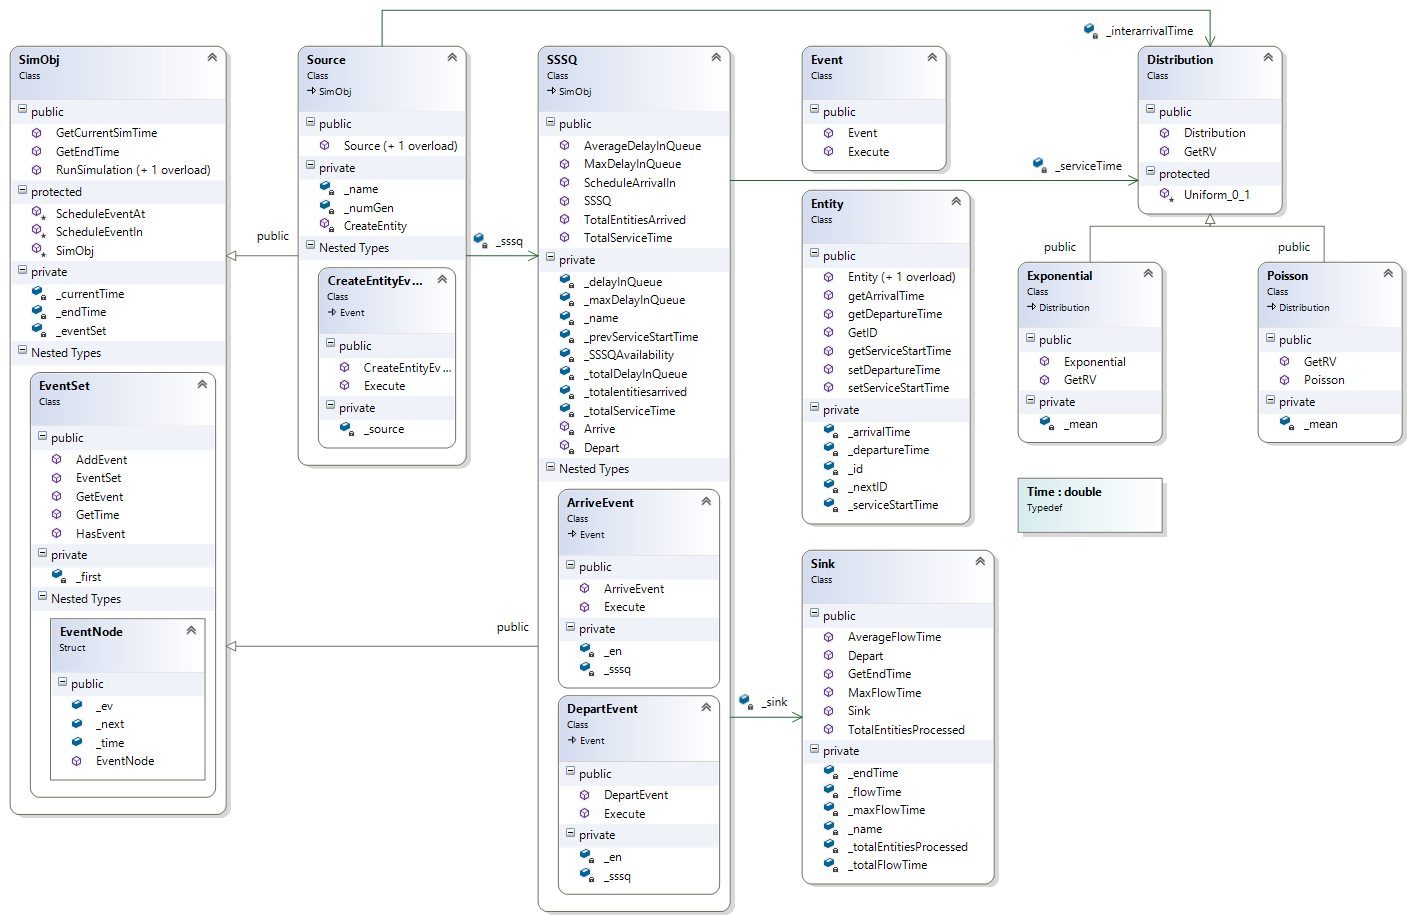 _interarrivalTime
SimObj
Class
public
GetCurrentSimTime
GetEndTime
RunSimulation (+ 1 overload)
protected
ScheduleEventAt
ScheduleEventIn
SimObj
private
_currentTime
_endTime
_eventSet
Nested Types
EventSet
Class
public
AddEvent
EventSet
GetEvent
GetTime
HasEvent
private
_first
Nested Types
EventNode
Struct
public
_ev
_next
_time
EventNode
public
Source
Class
SimObj
public
Source (+ 1 overload)
private
_name
_numGen
CreateEntity
Nested Types
CreateEntityEv...
Class
Event
public
CreateEntityEv...
Execute
private
_source
_sssq
public
SSSQ
Class
SimObj
public
AverageDelayInQueue
MaxDelayInQueue
ScheduleArrivalIn
SSSQ
TotalEntitiesArrived
TotalServiceTime
private
_delayInQueue
_maxDelayInQueue
_name
_prevServiceStartTime
_SSSQAvailability
_totalDelayInQueue
_totalentitiesarrived
_totalServiceTime
Arrive
Depart
Nested Types
ArriveEvent
Class
Event
public
ArriveEvent
Execute
private
_en
_sssq
DepartEvent
Class
Event
public
DepartEvent
Execute
private
_en
_sssq
_sink
Event
Class
public
Event
Execute
_serviceTime
Entity
Class
public
Entity (+ 1 overload)
getArrivalTime
getDepartureTime
GetID
getServiceStartTime
setDepartureTime
setServiceStartTime
private
_arrivalTime
_departureTime
_id
_nextID
_serviceStartTime
Sink
Class
public
AverageFlowTime
Depart
GetEndTime
MaxFlowTime
Sink
TotalEntitiesProcessed
private
_endTime
_flowTime
_maxFlowTime
_name
_totalEntitiesProcessed
_totalFlowTime
Distribution
Class
public
Distribution
GetRV
protected
Uniform_0_1
public
public
Exponential
Class
Distribution
public
Exponential
GetRV
private
_mean
Poisson
Class
Distribution
public
GetRV
Poisson
private
_mean
Time : double
Typedef